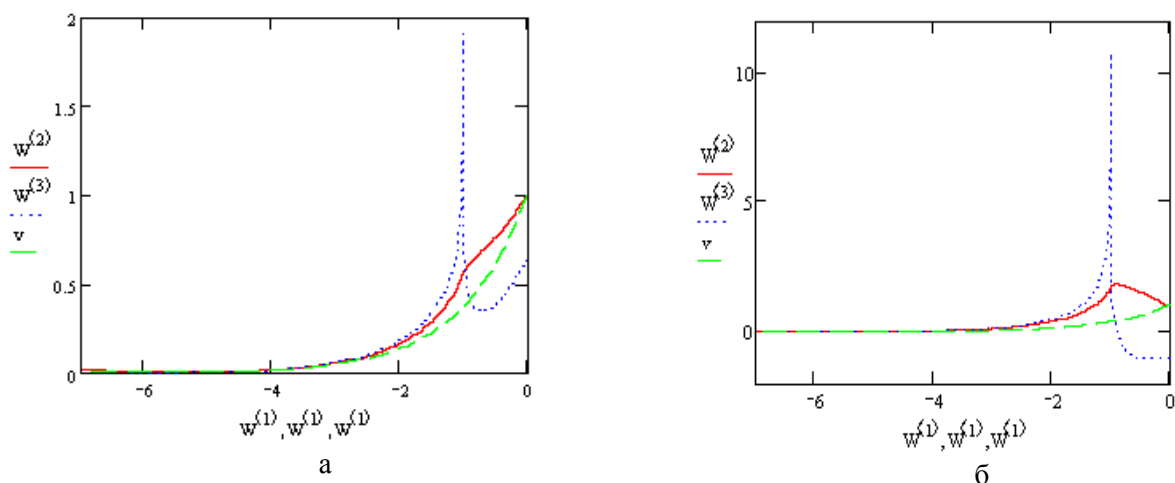 2
1.5
1
0.5
0
w^(2)
w^(3)
v
−6
−4
−2
0
w^(1), w^(1), w^(1)
а
10
5
0
W^(2)
W^(3)
v
−6
−4
−2
0
W^(1), W^(1), W^(1)
б